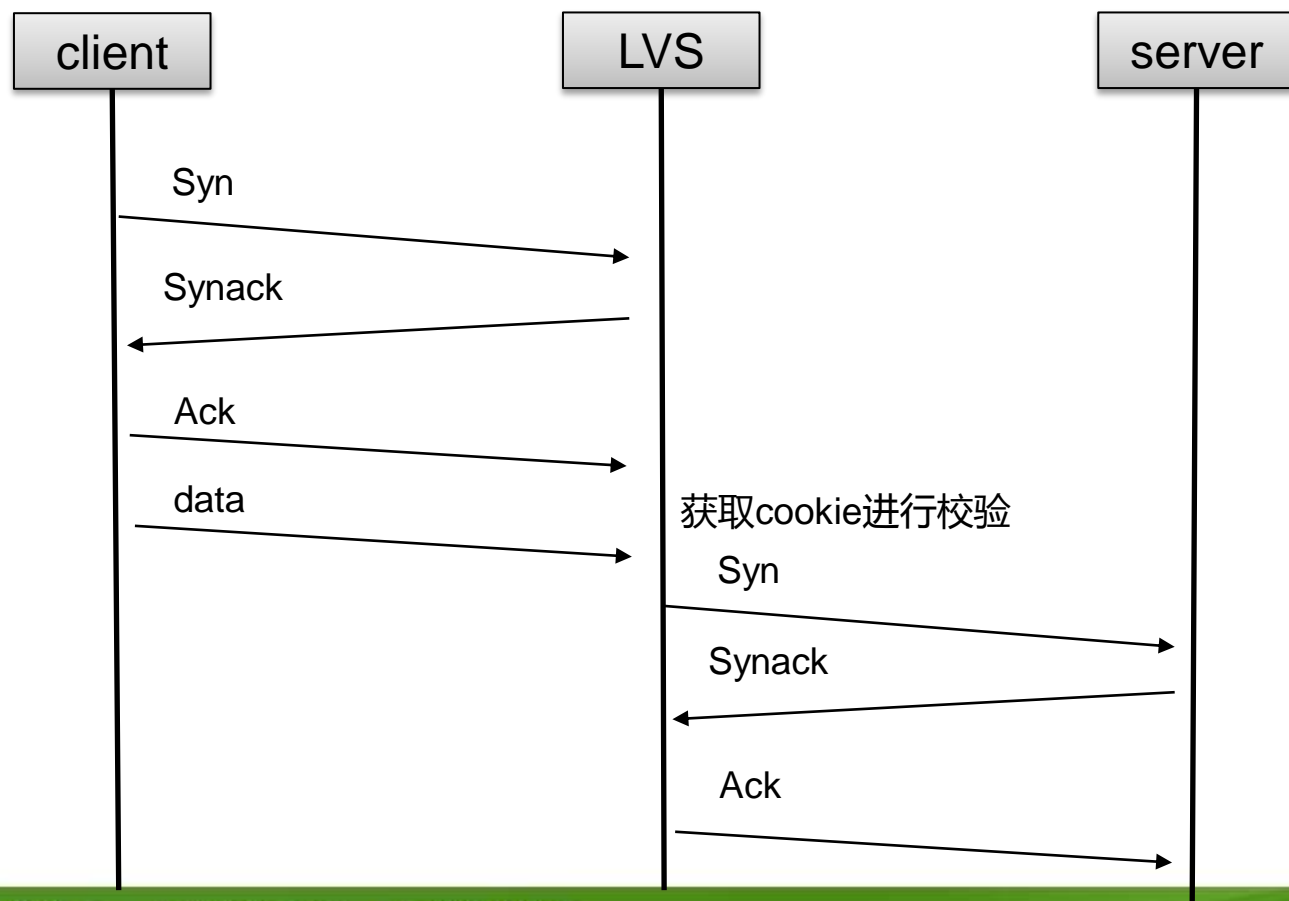 client
LVS
server
Syn
Synack
Ack
data
获取cookie进行校验
Syn
Synack
Ack